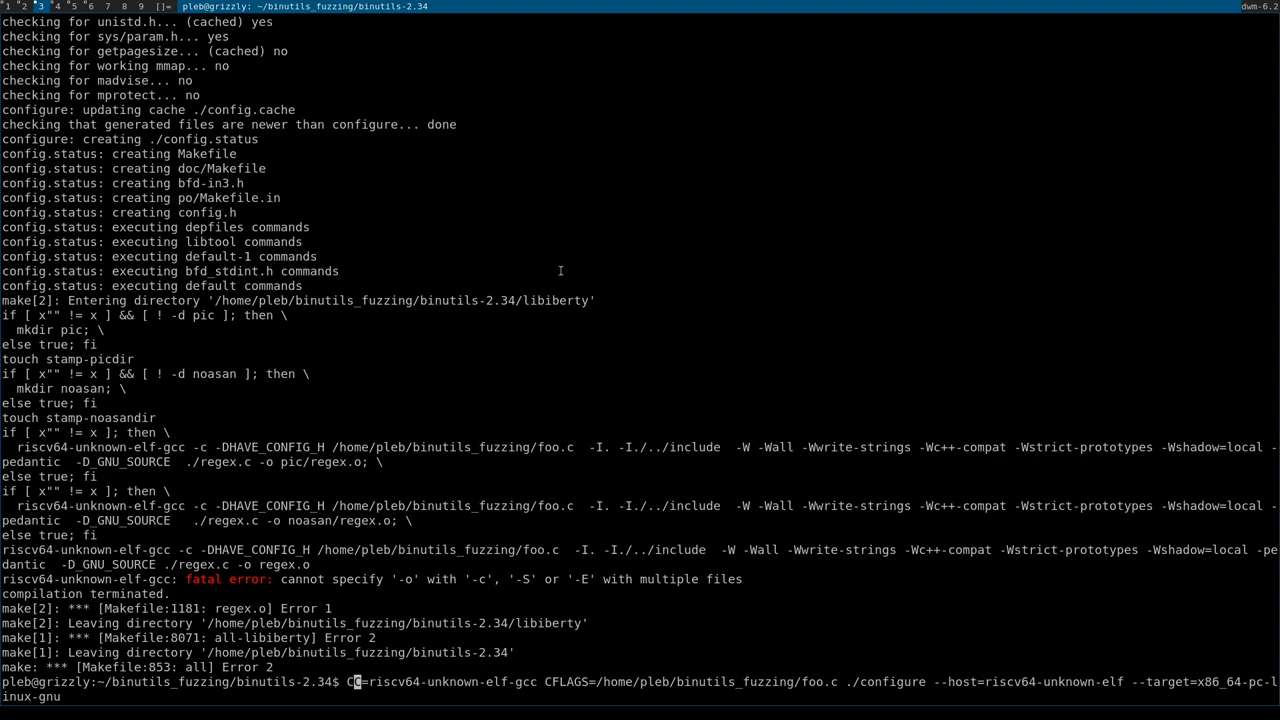 1 2 3 4 5 6 7 8 9 []= pleb@grizzly: ~/binutils_fuzzing/binutils-2.34 dwm-6.2
checking for unistd.h... (cached) yes
checking for sys/param.h... yes
checking for getpagesize... (cached) no
checking for working mmap... no
checking for madvise... no
checking for mprotect... no
configure: updating cache ./config.cache
checking that generated files are newer than configure... done
configure: creating ./config.status
config.status: creating Makefile
config.status: creating doc/Makefile
config.status: creating bfd-in3.h
config.status: creating po/Makefile.in
config.status: creating config.h
config.status: executing depfiles commands
config.status: executing libtool commands
config.status: executing default-1 commands
config.status: executing bfd_stdint.h commands
config.status: executing default commands
make[2]: Entering directory '/home/pleb/binutils_fuzzing/binutils-2.34/libiberty'
if [ x"" != x ] && [ ! -d pic ]; then \
  mkdir pic; \
else true; fi
touch stamp-picdir
if [ x"" != x ] && [ ! -d noasan ]; then \
  mkdir noasan; \
else true; fi
touch stamp-noasandir
if [ x"" != x ]; then \
  riscv64-unknown-elf-gcc -c -DHAVE_CONFIG_H /home/pleb/binutils_fuzzing/foo.c  -I. -I./../include  -W -Wall -Wwrite-strings -Wc++-compat -Wstrict-prototypes -Wshadow=local -
pedantic  -D_GNU_SOURCE  ./regex.c -o pic/regex.o; \
else true; fi
if [ x"" != x ]; then \
  riscv64-unknown-elf-gcc -c -DHAVE_CONFIG_H /home/pleb/binutils_fuzzing/foo.c  -I. -I./../include  -W -Wall -Wwrite-strings -Wc++-compat -Wstrict-prototypes -Wshadow=local -
pedantic  -D_GNU_SOURCE   ./regex.c -o noasan/regex.o; \
else true; fi
riscv64-unknown-elf-gcc -c -DHAVE_CONFIG_H /home/pleb/binutils_fuzzing/foo.c  -I. -I./../include  -W -Wall -Wwrite-strings -Wc++-compat -Wstrict-prototypes -Wshadow=local -pe
dantic  -D_GNU_SOURCE ./regex.c -o regex.o
riscv64-unknown-elf-gcc: fatal error: cannot specify '-o' with '-c', '-S' or '-E' with multiple files
compilation terminated.
make[2]: *** [Makefile:1181: regex.o] Error 1
make[2]: Leaving directory '/home/pleb/binutils_fuzzing/binutils-2.34/libiberty'
make[1]: *** [Makefile:8071: all-libiberty] Error 2
make[1]: Leaving directory '/home/pleb/binutils_fuzzing/binutils-2.34'
make: *** [Makefile:853: all] Error 2
pleb@grizzly:~/binutils_fuzzing/binutils-2.34$ CC=riscv64-unknown-elf-gcc CFLAGS=/home/pleb/binutils_fuzzing/foo.c ./configure --host=riscv64-unknown-elf --target=x86_64-pc-l
inux-gnu